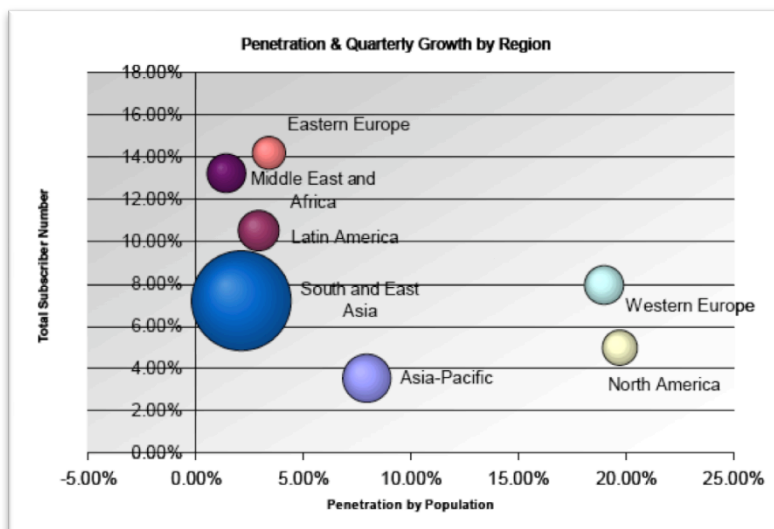 Penetration & Quarterly Growth by Region
18.00%
16.00%
14.00%
12.00%
10.00%
8.00%
6.00%
4.00%
2.00%
0.00%
Total Subscriber Number
Eastern Europe
Middle East and
Africa
Latin America
South and East
Asia
Western Europe
Asia-Pacific
North America
-5.00% 0.00% 5.00% 10.00% 15.00% 20.00% 25.00%
Penetration by Population